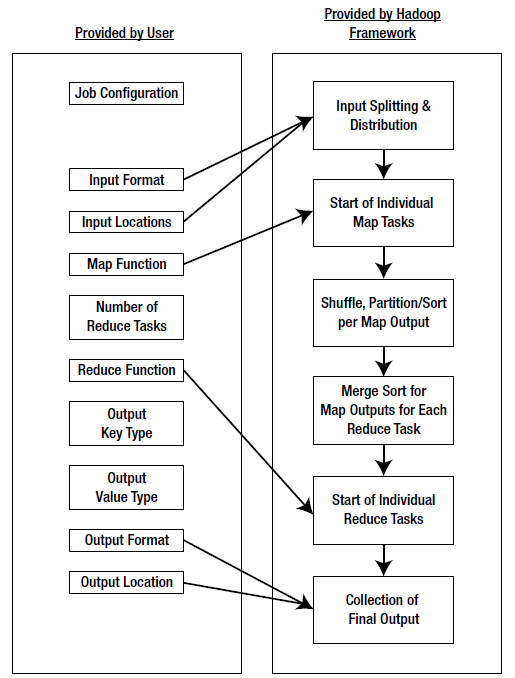 Provided by User
Job Configuration
Input Format
Input Locations
Map Function
Number of
Reduce Tasks
Reduce Function
Output
Key Type
Output
Value Type
Output Format
Output Location
Provided by Hadoop
Framework
Input Splitting &
Distribution
Start of Individual
Map Tasks
Shuffle, Partition/Sort
per Map Output
Merge Sort for
Map Outputs for Each
Reduce Task
Start of Individual
Reduce Tasks
Collection of
Final Output